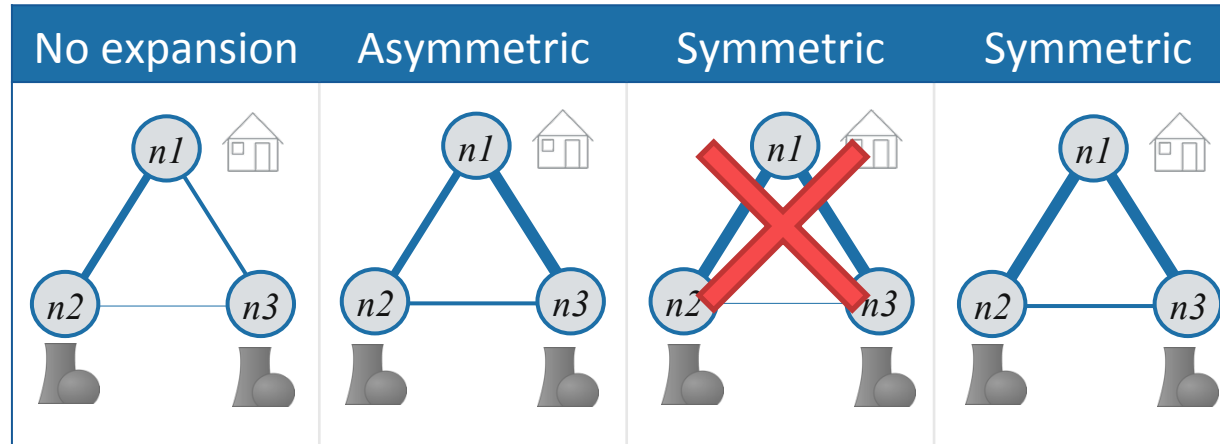 No expansion Asymmetric Symmetric Symmetric
n1 n1 n1 n1
n2 n3 n2 n3 n2 n3 n2 n3